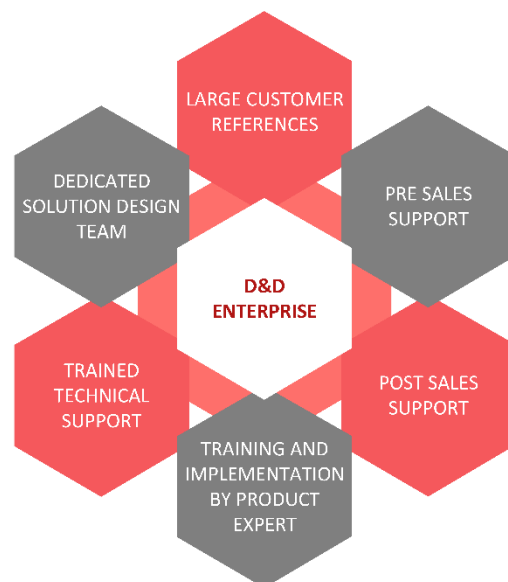 LARGE CUSTOMER
REFERENCES
DEDICATED
SOLUTION DESIGN
TEAM
PRE SALES
SUPPORT
D&D
ENTERPRISE
TRAINED
TECHNICAL
SUPPORT
POST SALES
SUPPORT
TRAINING AND
IMPLEMENTATION
BY PRODUCT
EXPERT